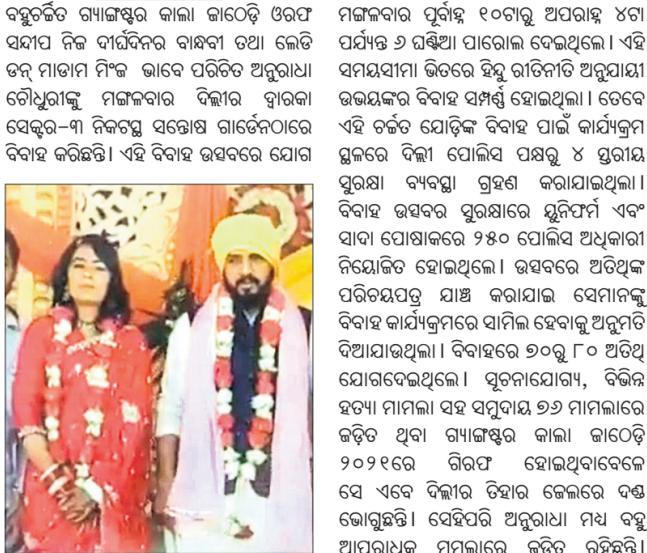 ବହୁଚର୍ଚ୍ଚିତ ଗ୍ୟାଙ୍ଗଷ୍ଟର କାଲା ଜାଠେଡ଼ି ଓରଫ
ସନ୍ଦୀପ ନିଜ ଦୀର୍ଘଦିନର ବାନ୍ଧବୀ ତଥା ଲେଡି
ଡନ୍ ମାଡାମ ମିଂଜ ଭାବେ ପରିଚିତ ଅନୁରାଧା
ଚୌଧୁରୀଙ୍କୁ ମଙ୍ଗଳବାର ଦିଲ୍ଲୀର ଦ୍ୱାରକା
ସେକ୍ଟର-୩ ନିକଟସ୍ଥ ସନ୍ତୋଷ ଗାର୍ଡେନଠାରେ
ବିବାହ କରିଛନ୍ତି। ଏହି ବିବାହ ଉତ୍ସବରେ ଯୋଗ
ମଙ୍ଗଳବାର ପୂର୍ବାହ୍ନ ୧୦ଟାରୁ ଅପରାହ୍ନ ୪ଟା
ପର୍ଯ୍ୟନ୍ତ ୬ ଘଣ୍ଟିଆ ପାରୋଲ ଦେଇଥିଲେ। ଏହି
ସମୟସୀମା ଭିତରେ ହିନ୍ଦୁ ରୀତିନୀତି ଅନୁଯାୟୀ
ଉଭୟଙ୍କର ବିବାହ ସମ୍ପର୍ଣ୍ଣ ହୋଇଥିଲା। ତେବେ
ଏହି ଚର୍ଚ୍ଚିତ ଯୋଡ଼ିଙ୍କ ବିବାହ ପାଇଁ କାର୍ଯ୍ୟକ୍ରମ
ସ୍ଥଳରେ ଦିଲ୍ଲୀ ପୋଲିସ ପକ୍ଷରୁ ୪ ସ୍ତରୀୟ
ସୁରକ୍ଷା ବ୍ୟବସ୍ଥା ଗ୍ରହଣ କରାଯାଇଥିଲା।
ବିବାହ ଉତ୍ସବର ସୁରକ୍ଷାରେ ୟୁନିଫର୍ମ ଏବଂ
ସାଦା ପୋଷାକରେ ୨୫୦ ପୋଲିସ ଅଧିକାରୀ
ନିୟୋଜିତ ହୋଇଥିଲେ। ଉତ୍ସବରେ ଅତିଥିଙ୍କ
ପରିଚୟପତ୍ର ଯାଞ୍ଚ କରାଯାଇ ସେମାନଙ୍କୁ
ବିବାହ କାର୍ଯ୍ୟକ୍ରମରେ ସାମିଲ ହେବାକୁ ଅନୁମତି
ଦିଆଯାଉଥିଲା। ବିବାହରେ ୭୦ରୁ ୮୦ ଅତିଥି
ଯୋଗଦେଇଥିଲେ। ସୂଚନାଯୋଗ୍ୟ, ବିଭିନ୍ନ
ହତ୍ୟା ମାମଲା ସହ ସମୁଦାୟ ୭୬ ମାମଲାରେ
ଜଡ଼ିତ ଥିବା ଗ୍ୟାଙ୍ଗଷ୍ଟର କାଲା ଜାଠେଡ଼ି
୨୦୨୧ରେ ଗିରଫ ହୋଇଥିବାବେଳେ
ସେ ଏବେ ଦିଲ୍ଲୀର ତିହାର ଜେଲରେ ଦଣ୍ଡ
ଭୋଗୁଛନ୍ତି। ସେହିପରି ଅନୁରାଧା ମଧ୍ୟ ବହୁ
ଆପରାଧିକ ମାମଲାରେ ଜଡ଼ିତ ରହିଛନ୍ତି।